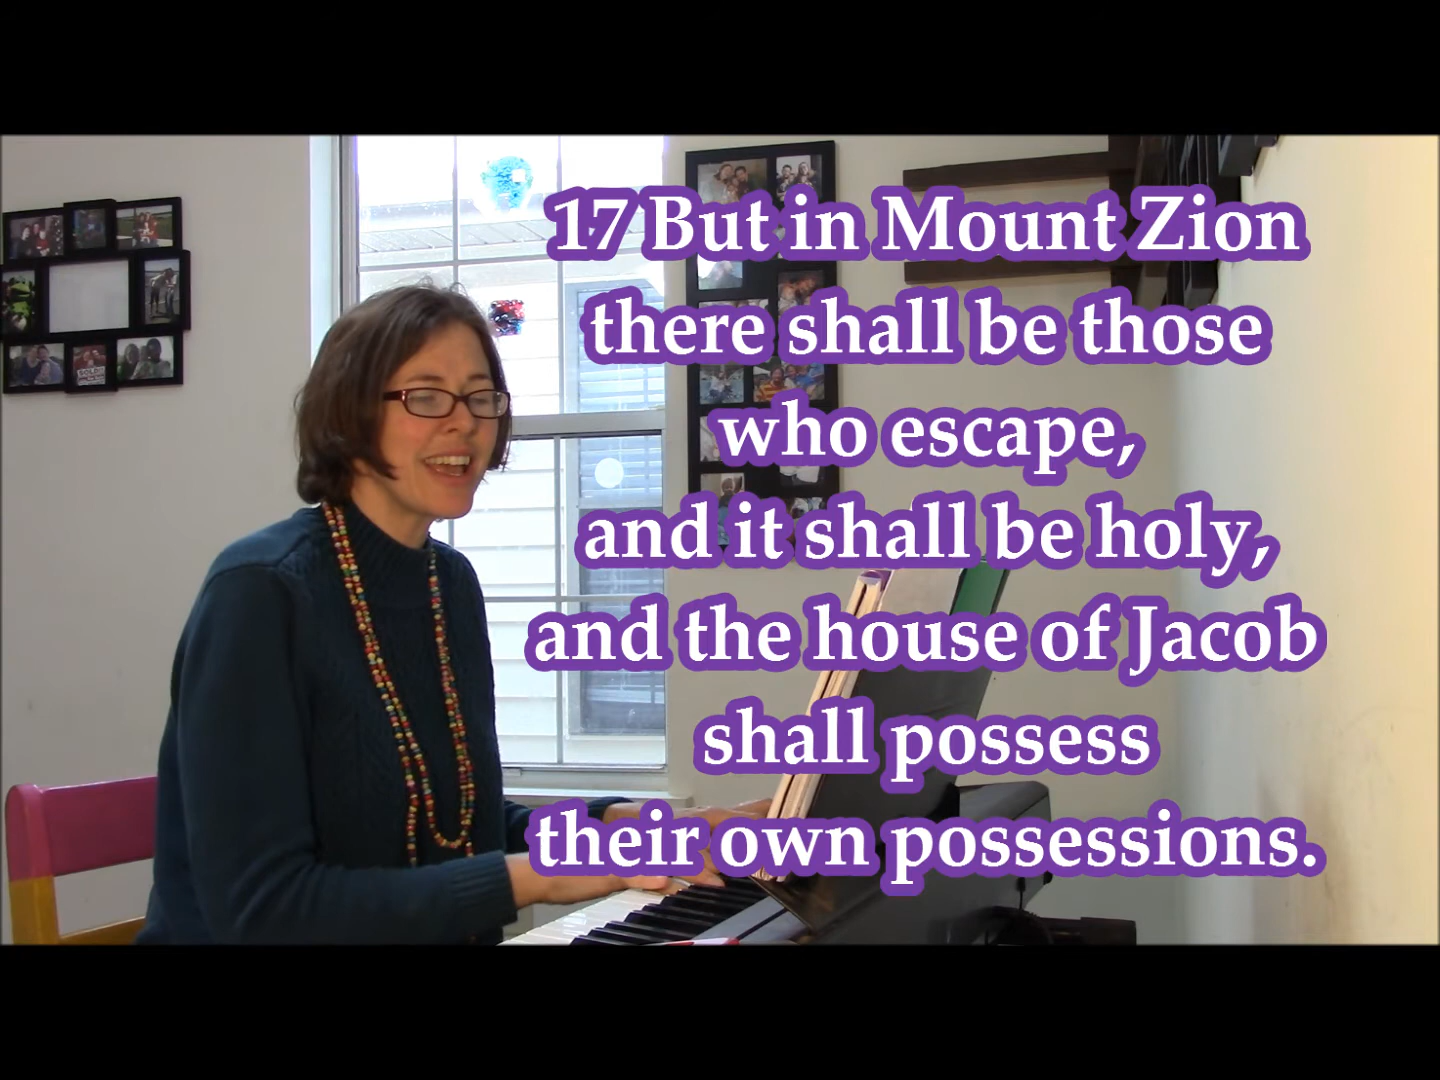 17 But in Mount Zion
there shall be those
who escape,
and it shall be holy,
and the house of Jacob
shall possess
their own possessions.